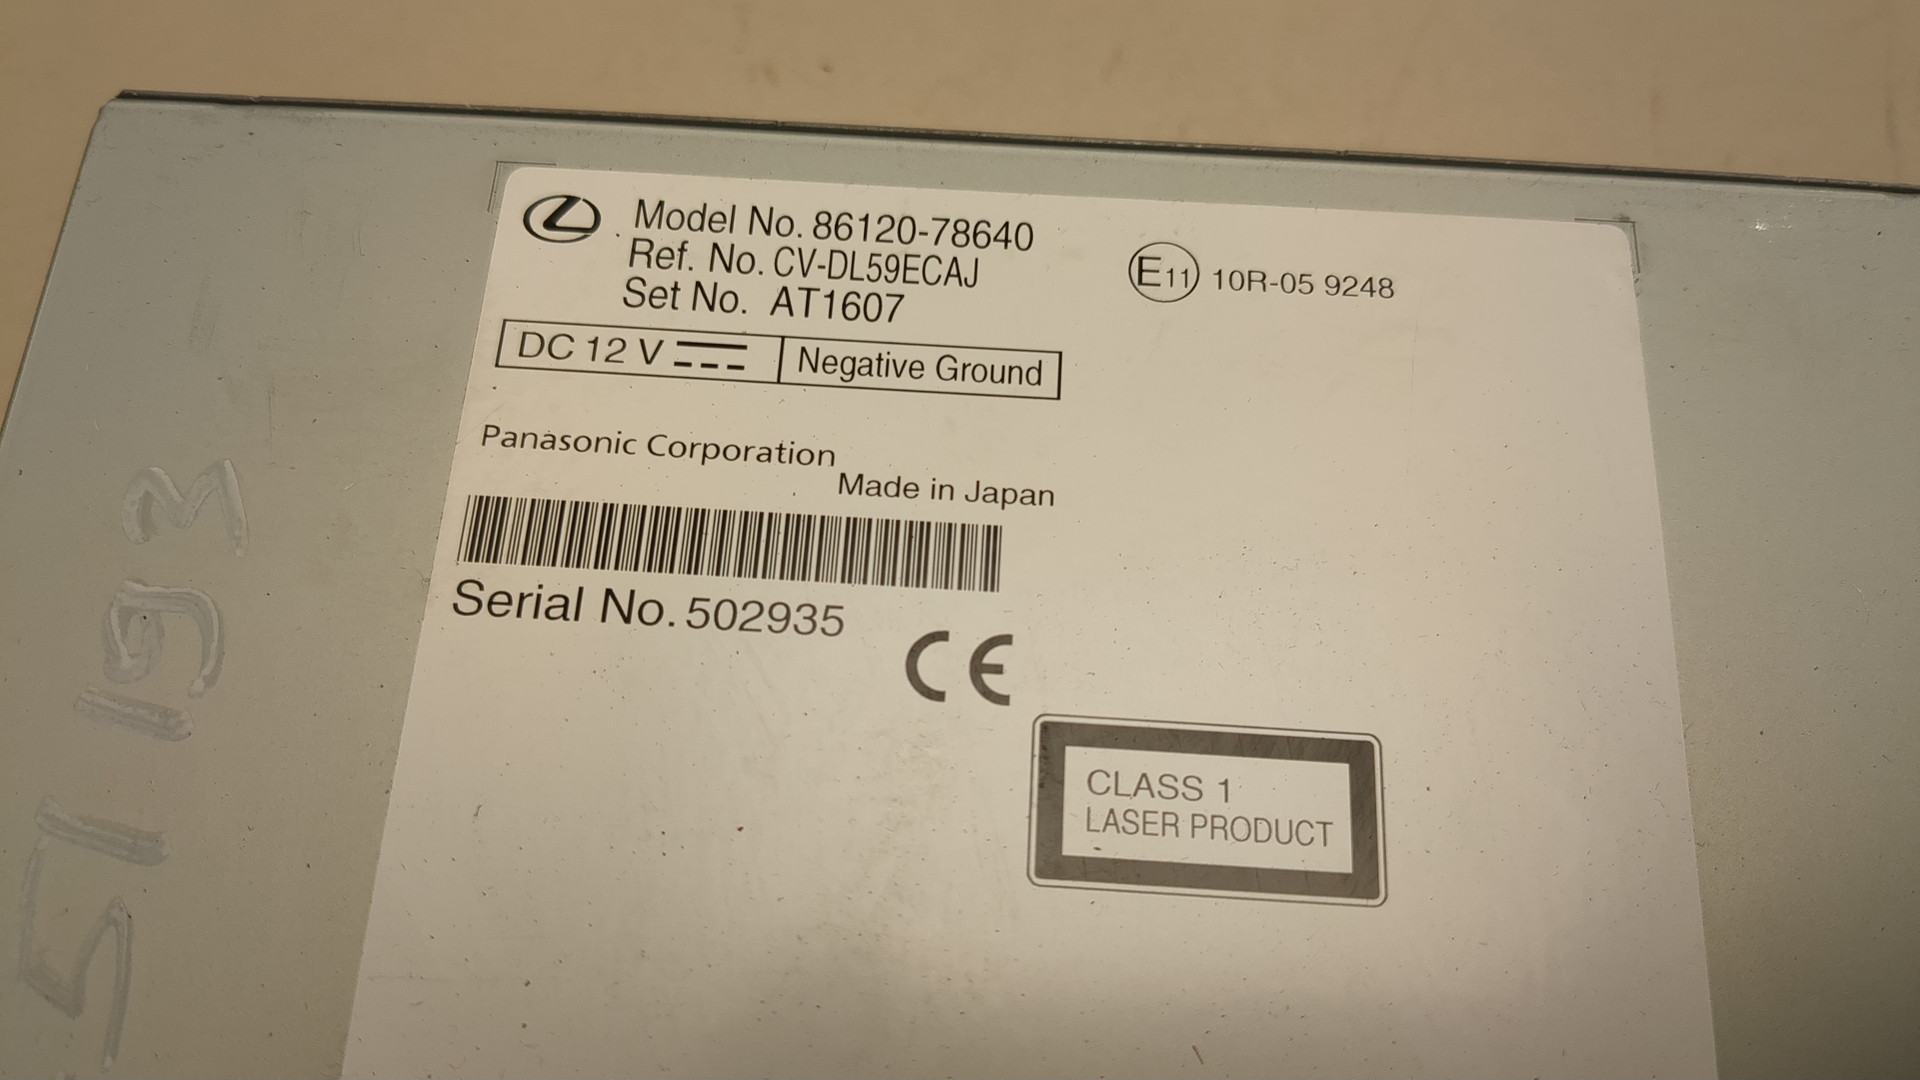 Model No. 86120-78640
Ref. No. CV-DL59ECAJ
Set No. AT1607
E11 10R-05 9248
DC 12 V
Negative Ground
Panasonic Corporation
Made in Japan
Serial No. 502935
CE
CLASS 1
LASER PRODUCT
51193